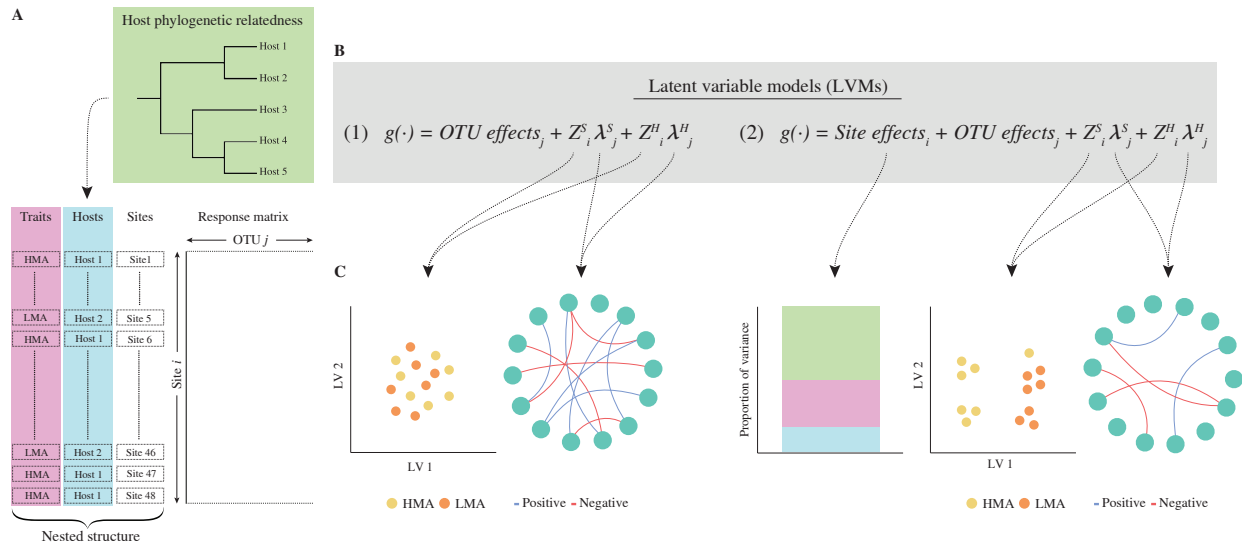 A
Host phylogenetic relatedness
Host 1
Host 2
Host 3
Host 4
Host 5
Traits Hosts Sites Response matrix
OTU j
HMA Host 1 Site1
LMA Host 2 Site 5
HMA Host 1 Site 6
Site i
LMA Host 2 Site 46
HMA Host 1 Site 47
HMA Host 1 Site 48
Nested structure
B
Latent variable models (LVMs)
(1) g(·) = OTU effects_j + Z^S_i λ^S_j + Z^H_i λ^H_j
(2) g(·) = Site effects_i + OTU effects_j + Z^S_i λ^S_j + Z^H_i λ^H_j
C
LV 2
LV 1
HMA LMA
Positive Negative
Proportion of variance
LV 2
LV 1
HMA LMA
Positive Negative